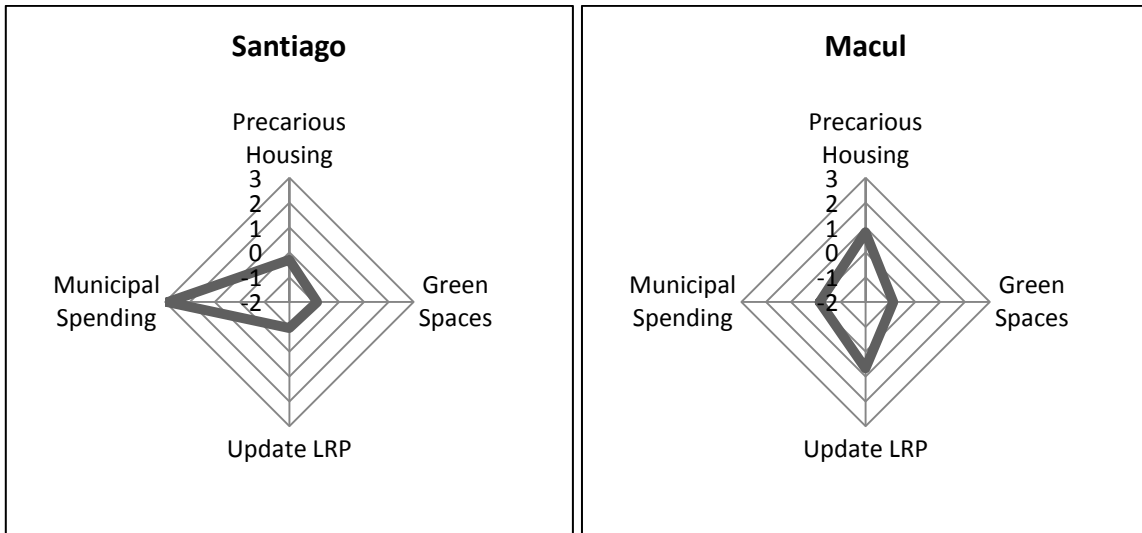 Santiago
Precarious
Housing
3
2
1
0
-1
-2
Municipal
Spending
Green
Spaces
Update LRP
Macul
Precarious
Housing
3
2
1
0
-1
-2
Municipal
Spending
Green
Spaces
Update LRP